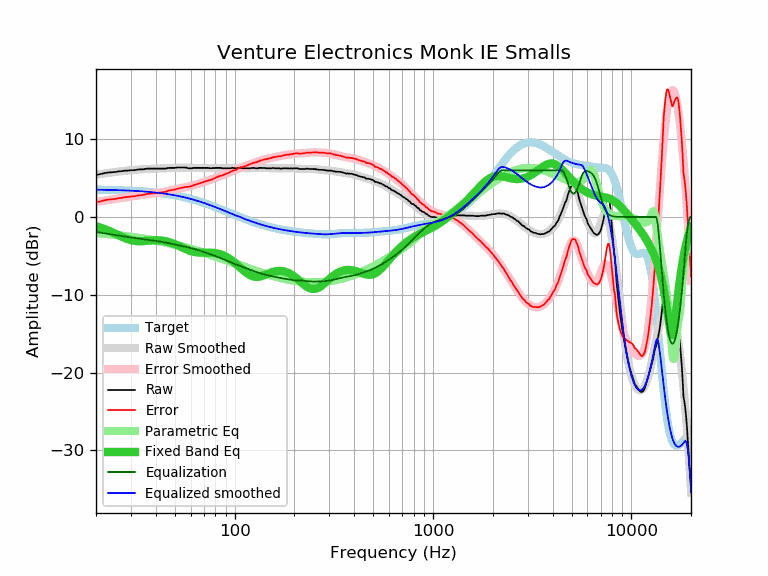 Venture Electronics Monk IE Smalls
Amplitude (dBr)
10
0
−10
−20
−30
Target
Raw Smoothed
Error Smoothed
Raw
Error
Parametric Eq
Fixed Band Eq
Equalization
Equalized smoothed
100
1000
10000
Frequency (Hz)